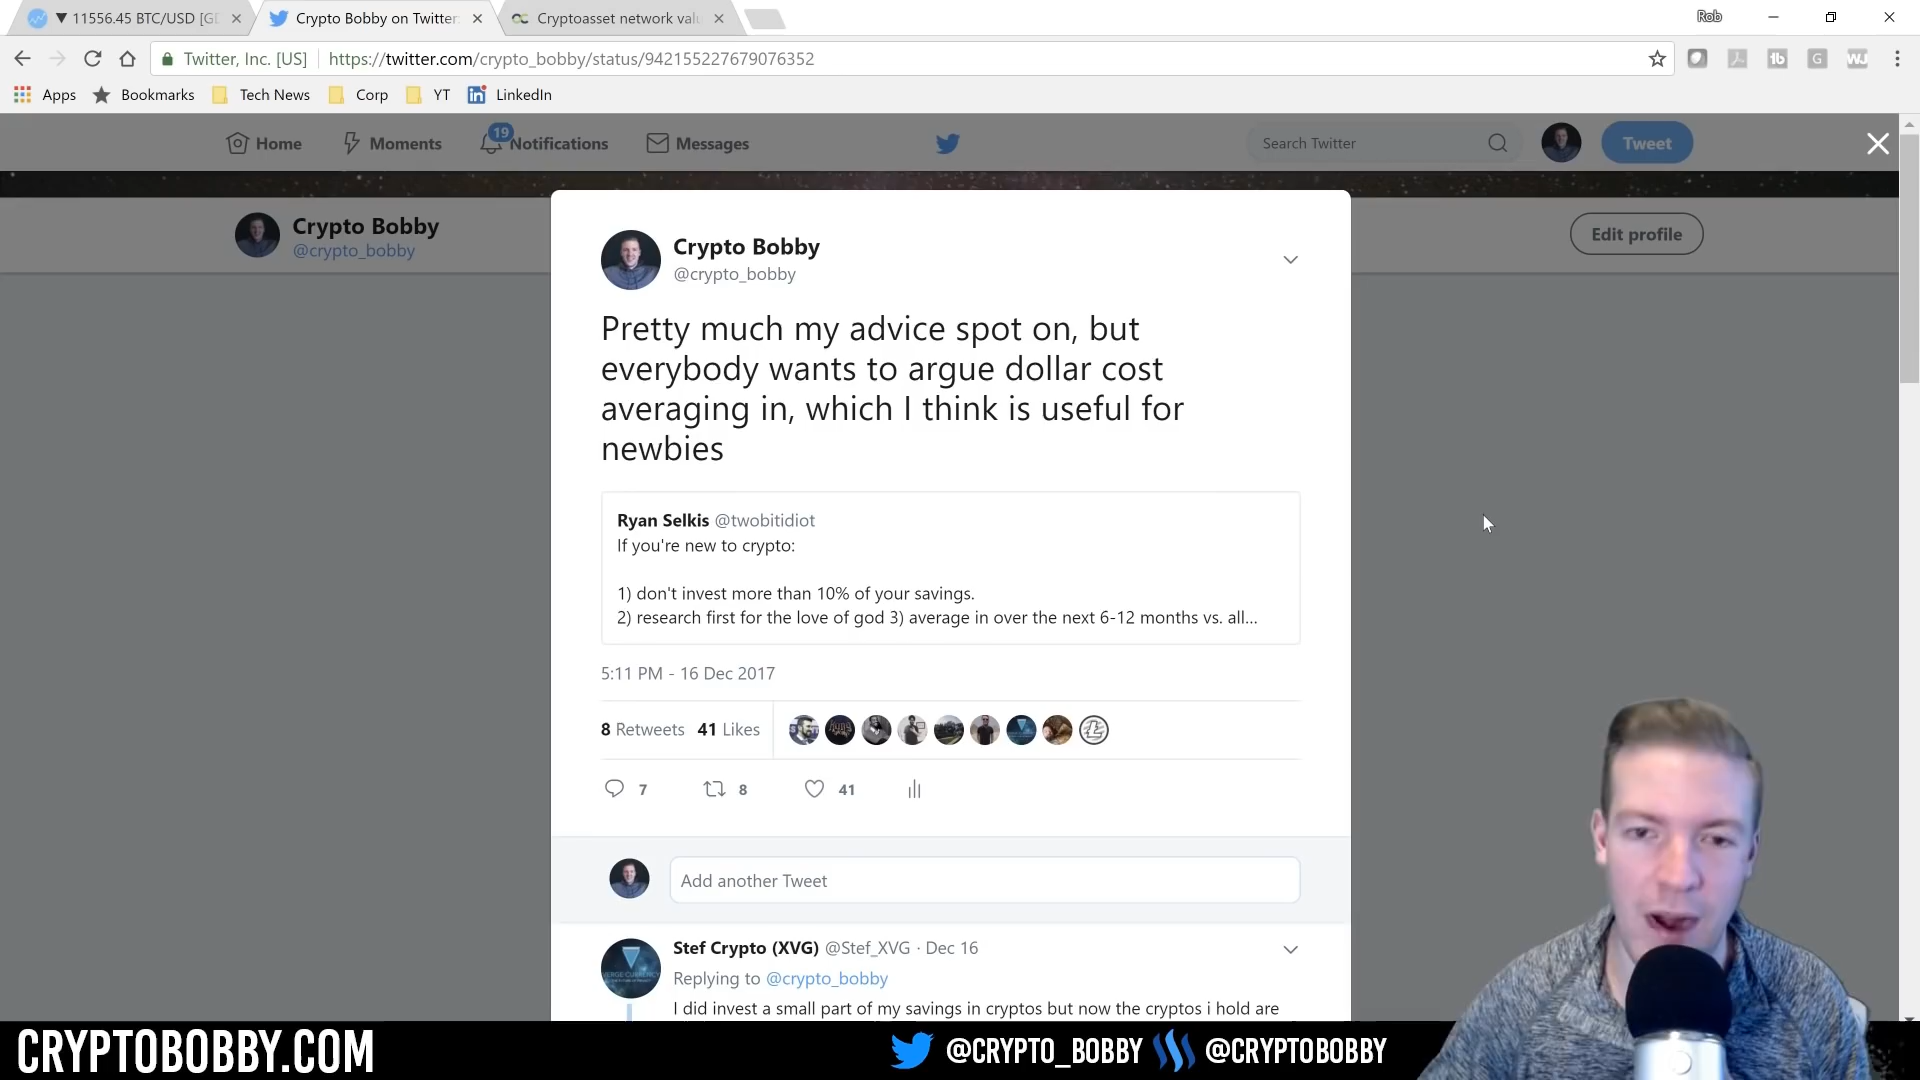 11556.45 BTC/USD [GD
Crypto Bobby on Twitter:
Cryptoasset network valu
Rob
Twitter, Inc. [US]
https://twitter.com/crypto_bobby/status/942155227679076352
Apps
Bookmarks
Tech News
Corp
YT
LinkedIn
Home
Moments
19
Notifications
Messages
Search Twitter
Tweet
Crypto Bobby
@crypto_bobby
Edit profile
Crypto Bobby
@crypto_bobby
Pretty much my advice spot on, but
everybody wants to argue dollar cost
averaging in, which I think is useful for
newbies
Ryan Selkis @twobitidiot
If you're new to crypto:
1) don't invest more than 10% of your savings.
2) research first for the love of god 3) average in over the next 6-12 months vs. all...
5:11 PM - 16 Dec 2017
8 Retweets 41 Likes
7
8
41
Add another Tweet
Stef Crypto (XVG) @Stef_XVG · Dec 16
Replying to @crypto_bobby
I did invest a small part of my savings in cryptos but now the cryptos i hold are
CRYPTOBOBBY.COM
@CRYPTO_BOBBY
@CRYPTOBOBBY